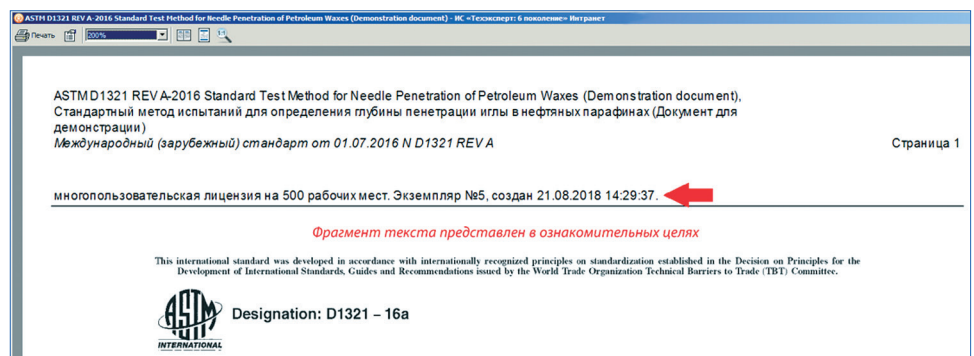 ASTM D1321 REV A-2016 Standard Test Method for Needle Penetration of Petroleum Waxes (Demonstration document) - ИС «Техэксперт: 6 поколение» Интранет
Печать 200%
ASTM D1321 REV A-2016 Standard Test Method for Needle Penetration of Petroleum Waxes (Demonstration document),
Стандартный метод испытаний для определения глубины пенетрации иглы в нефтяных парафинах (Документ для
демонстрации)
Международный (зарубежный) стандарт от 01.07.2016 N D1321 REV A Страница 1
многопользовательская лицензия на 500 рабочих мест. Экземпляр №5, создан 21.08.2018 14:29:37.
Фрагмент текста представлен в ознакомительных целях
This international standard was developed in accordance with internationally recognized principles on standardization established in the Decision on Principles for the
Development of International Standards, Guides and Recommendations issued by the World Trade Organization Technical Barriers to Trade (TBT) Committee.
ASTM
INTERNATIONAL
Designation: D1321 – 16a